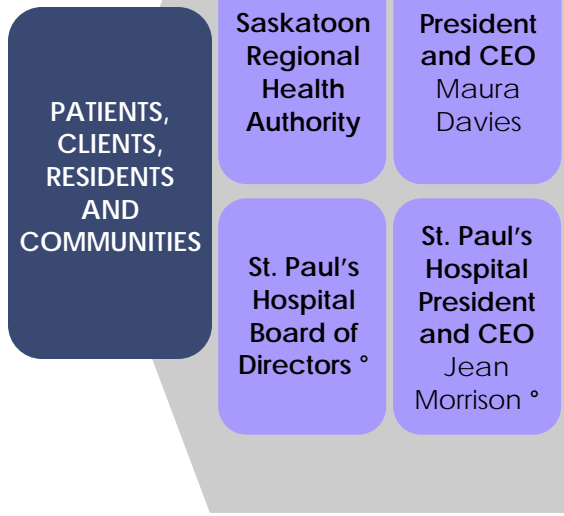 PATIENTS,
CLIENTS,
RESIDENTS
AND
COMMUNITIES
Saskatoon
Regional
Health
Authority
President
and CEO
Maura
Davies
St. Paul's
Hospital
Board of
Directors °
St. Paul's
Hospital
President
and CEO
Jean
Morrison °